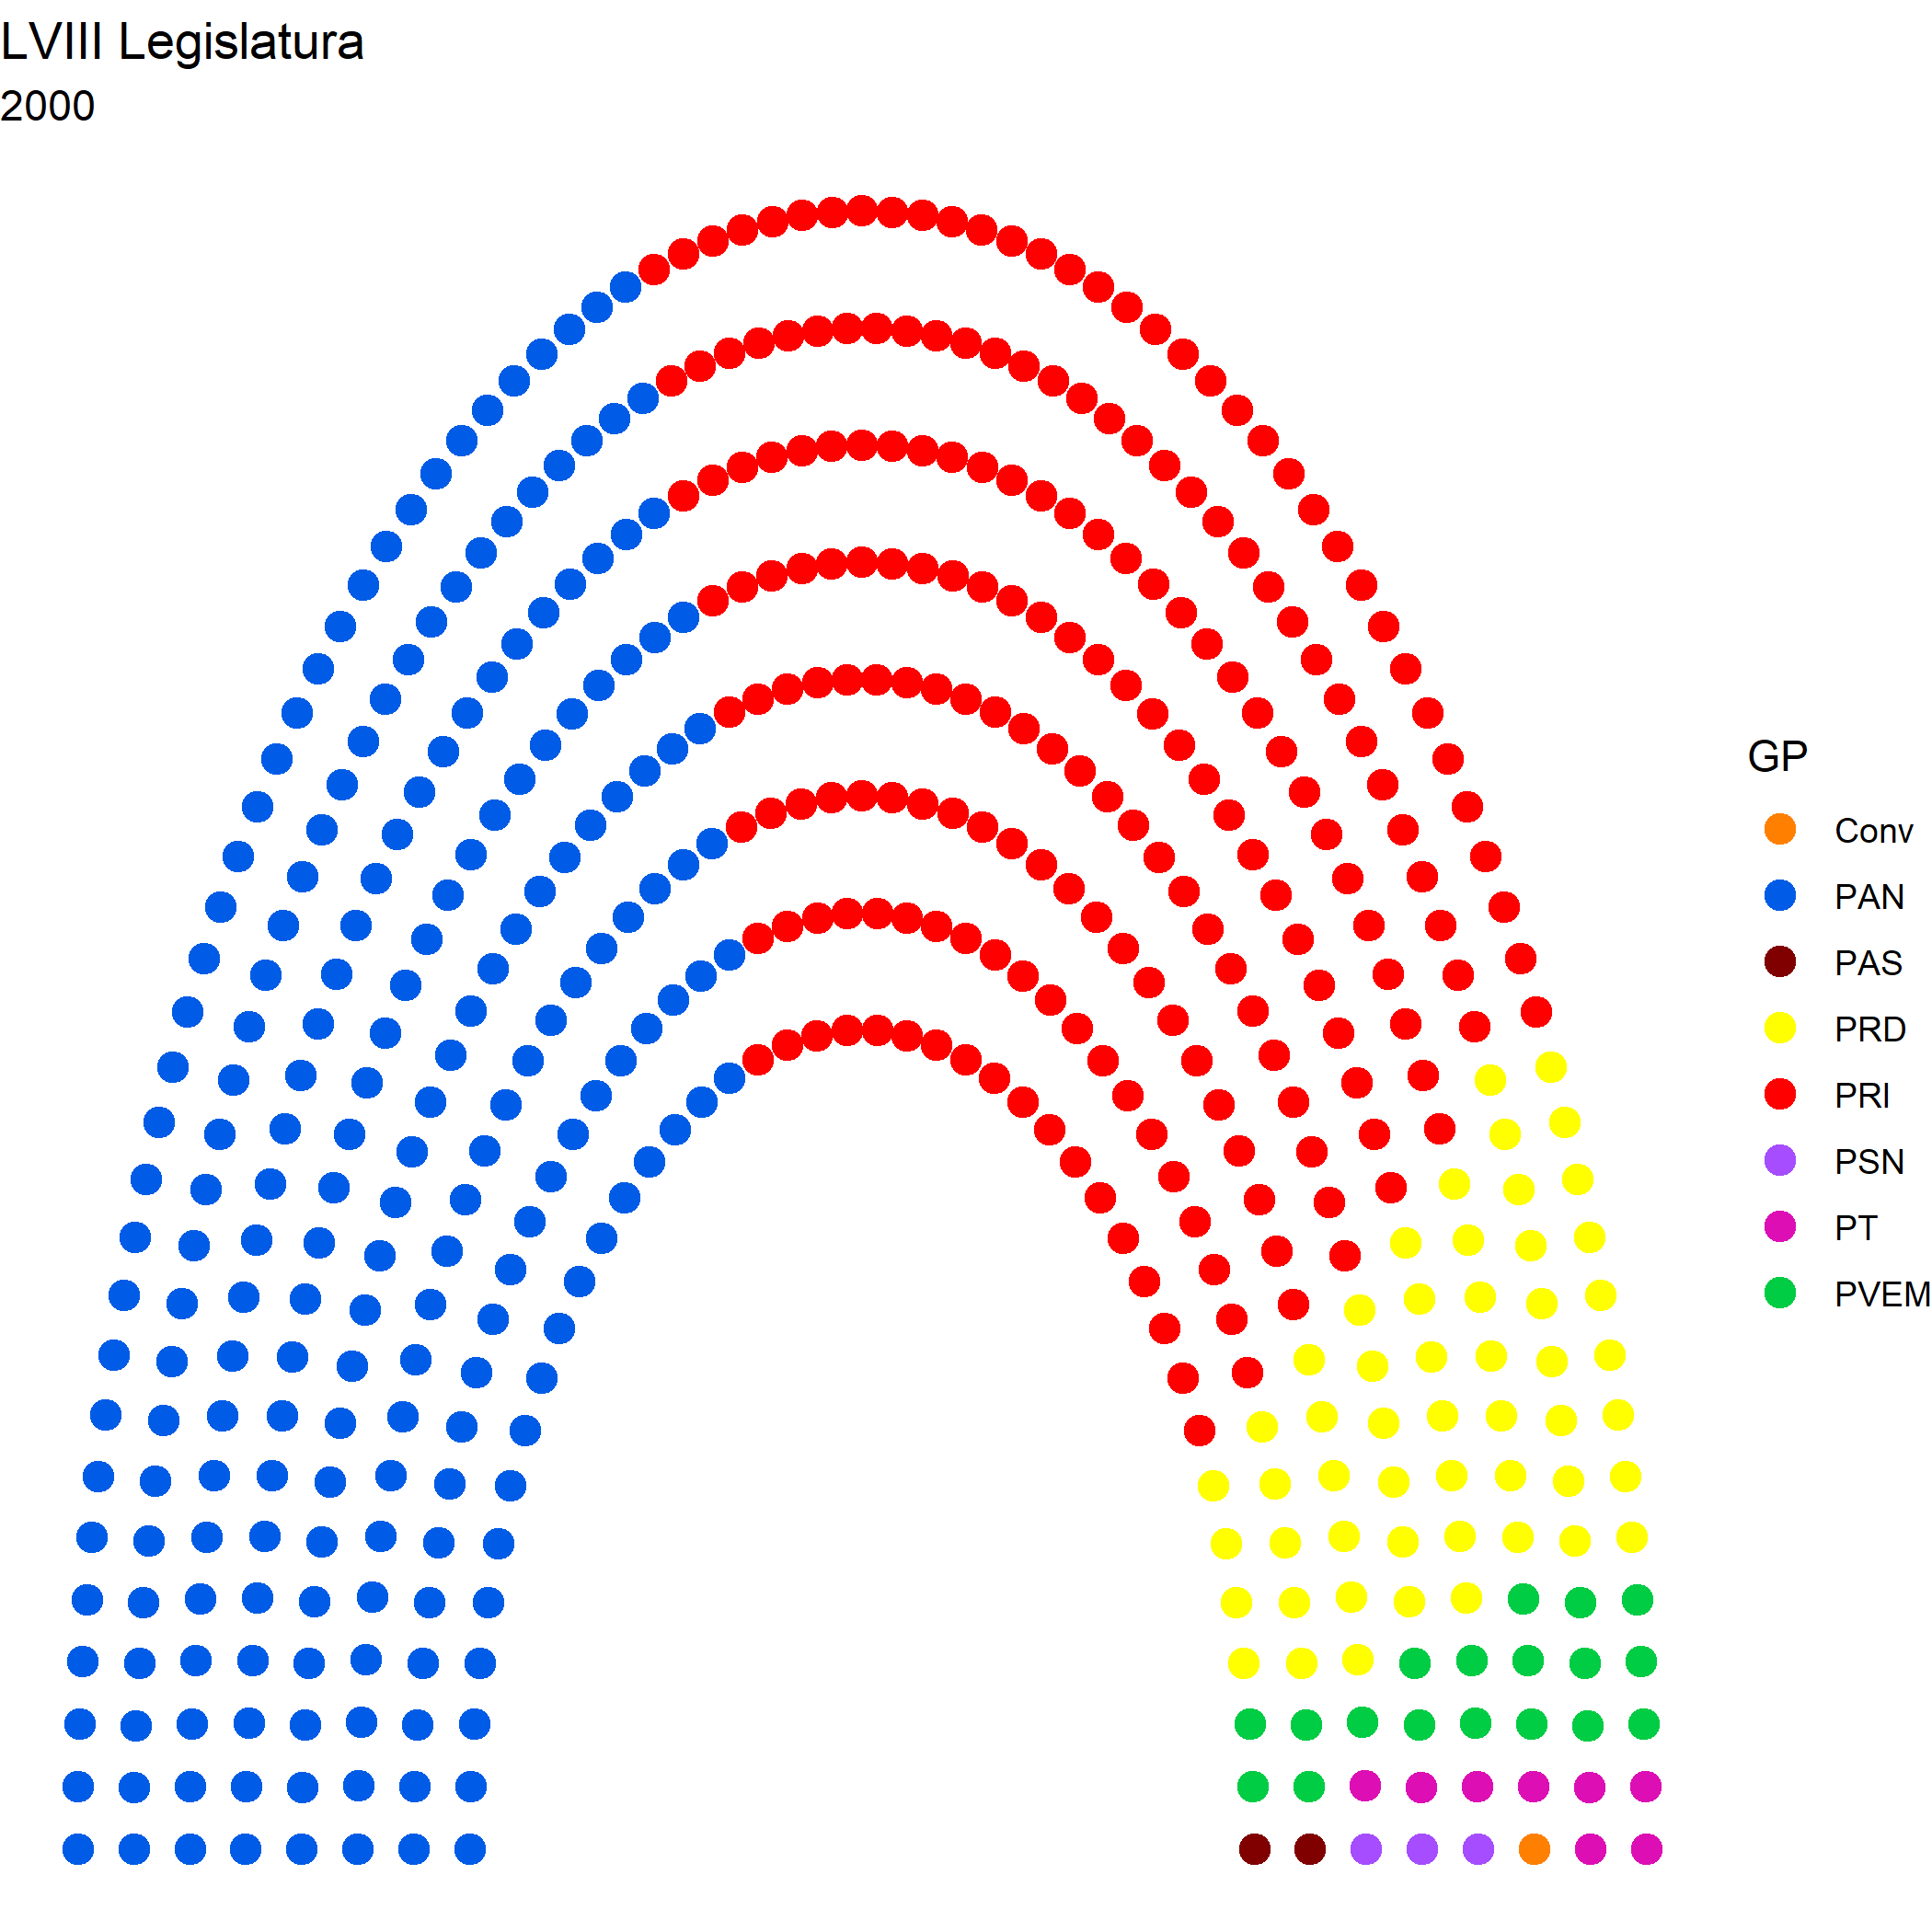 LVIII Legislatura
2000
GP
Conv
PAN
PAS
PRD
PRI
PSN
PT
PVEM